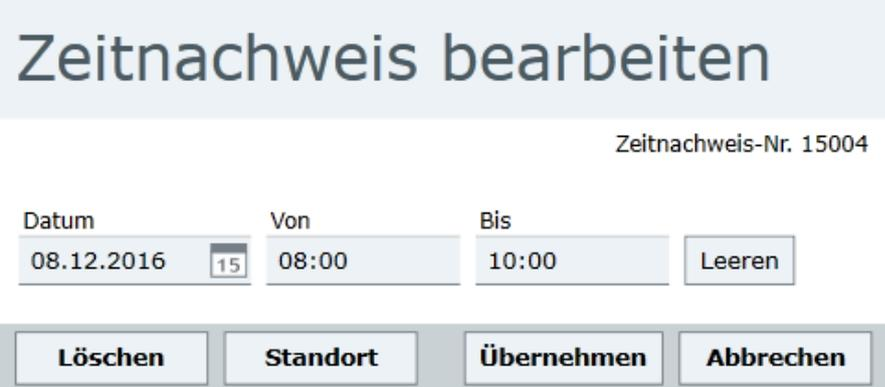 Zeitnachweis bearbeiten
Zeitnachweis-Nr. 15004
Datum Von Bis
08.12.2016 15 08:00 10:00 Leeren
Löschen Standort Übernehmen Abbrechen